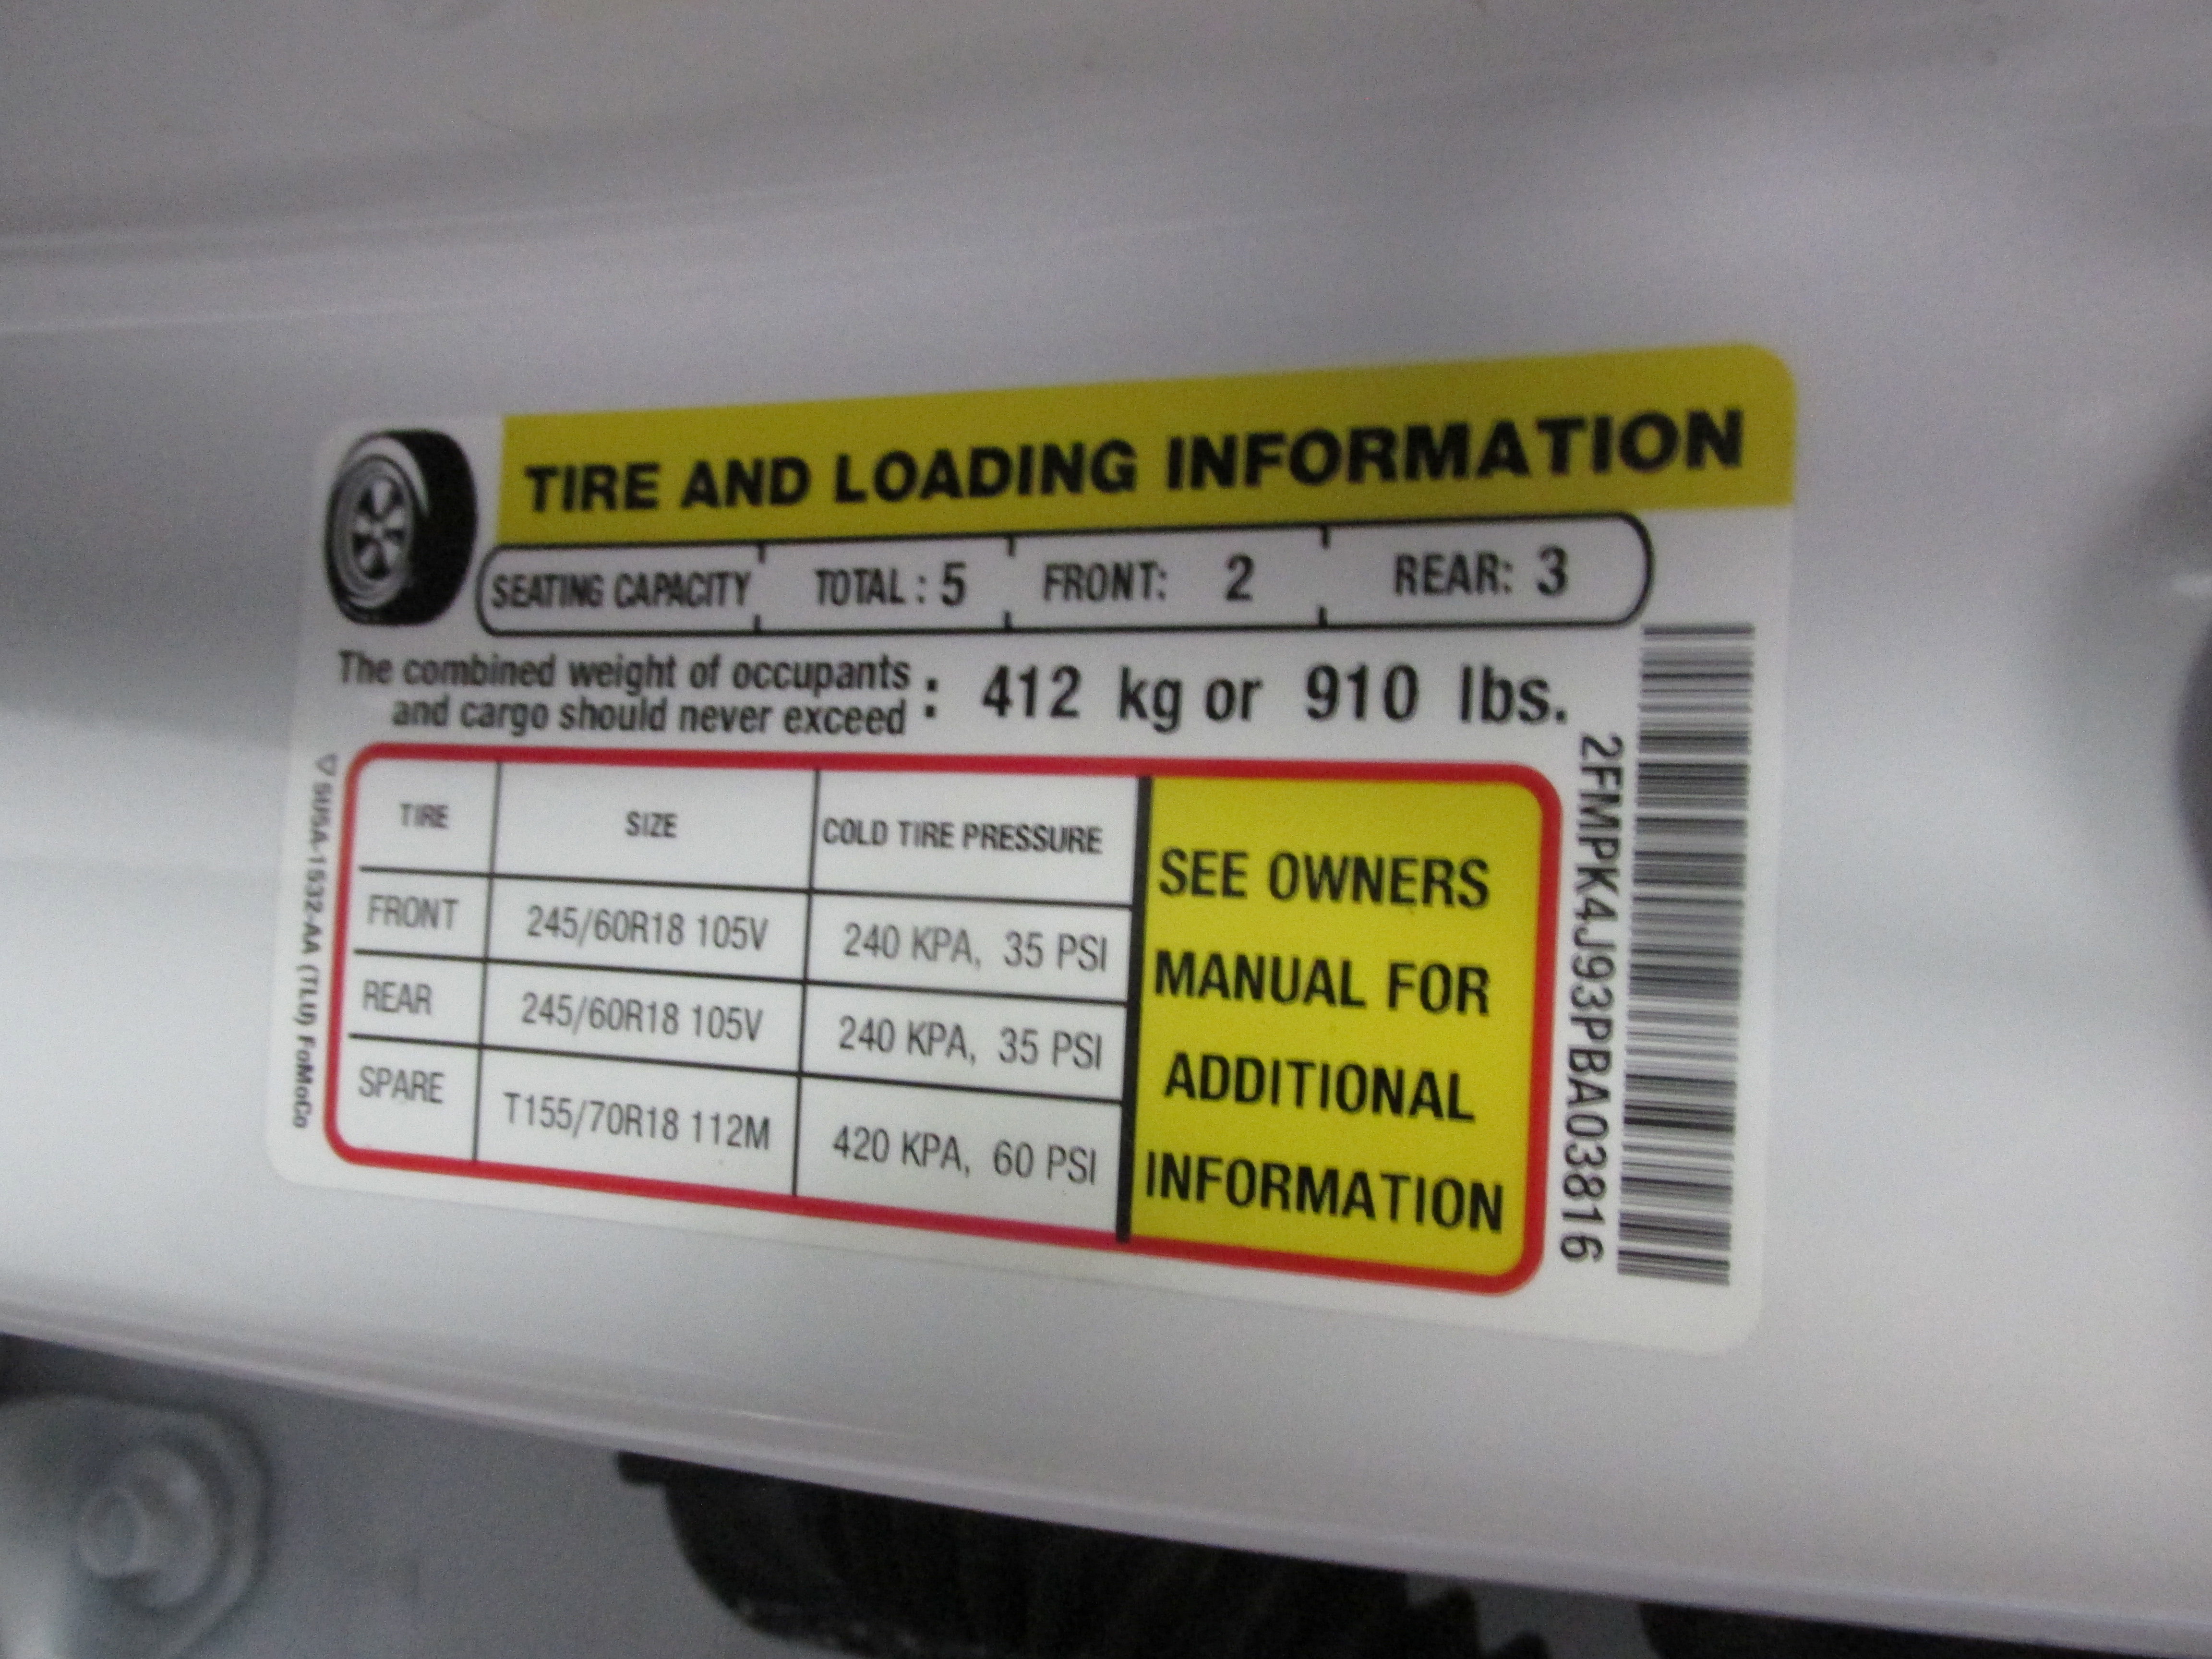 TIRE AND LOADING INFORMATION
SEATING CAPACITY TOTAL : 5 FRONT: 2 REAR: 3
The combined weight of occupants
and cargo should never exceed : 412 kg or 910 lbs.
TIRE SIZE COLD TIRE PRESSURE
FRONT 245/60R18 105V 240 KPA, 35 PSI
REAR 245/60R18 105V 240 KPA, 35 PSI
SPARE T155/70R18 112M 420 KPA, 60 PSI
SEE OWNERS
MANUAL FOR
ADDITIONAL
INFORMATION
2FMPK4J93PBA03816
5U5A-1532-AA (TLU) FoMoCo